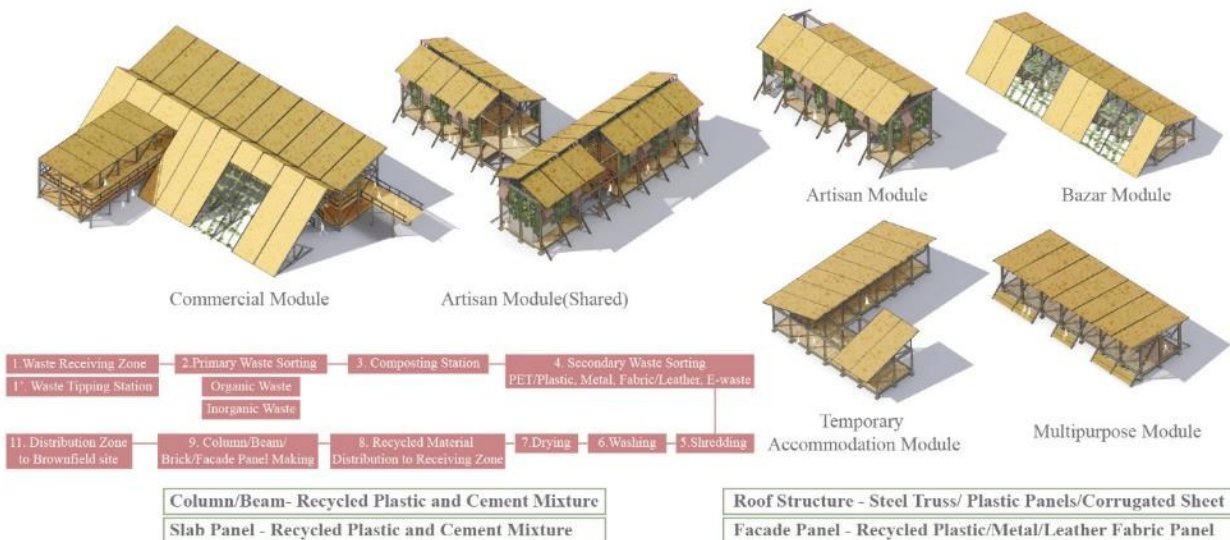 Commercial Module
Artisan Module(Shared)
Artisan Module
Bazar Module
Temporary
Accommodation Module
Multipurpose Module
1.Waste Receiving Zone
1'. Waste Tipping Station
2.Primary Waste Sorting
Organic Waste
Inorganic Waste
3. Composting Station
4. Secondary Waste Sorting
PET/Plastic, Metal, Fabric/Leather, E-waste
11. Distribution Zone
to Brownfield site
9. Column/Beam/
Brick/Facade Panel Making
8. Recycled Material
Distribution to Receiving Zone
7.Drying
6.Washing
5.Shredding
Column/Beam- Recycled Plastic and Cement Mixture
Slab Panel - Recycled Plastic and Cement Mixture
Roof Structure - Steel Truss/ Plastic Panels/Corrugated Sheet
Facade Panel - Recycled Plastic/Metal/Leather Fabric Panel